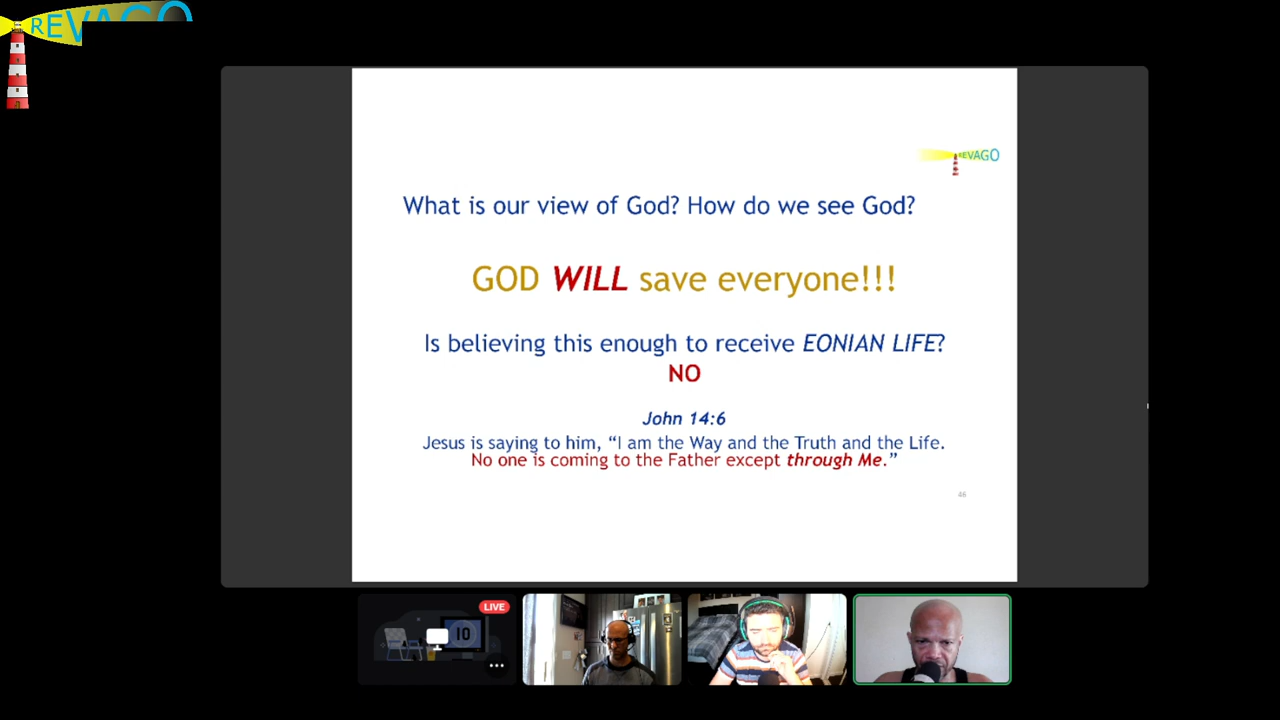 REVAGO
REVAGO
What is our view of God? How do we see God?
GOD WILL save everyone!!!
Is believing this enough to receive EONIAN LIFE?
NO
John 14:6
Jesus is saying to him, “I am the Way and the Truth and the Life.
No one is coming to the Father except through Me.”
46
LIVE
10